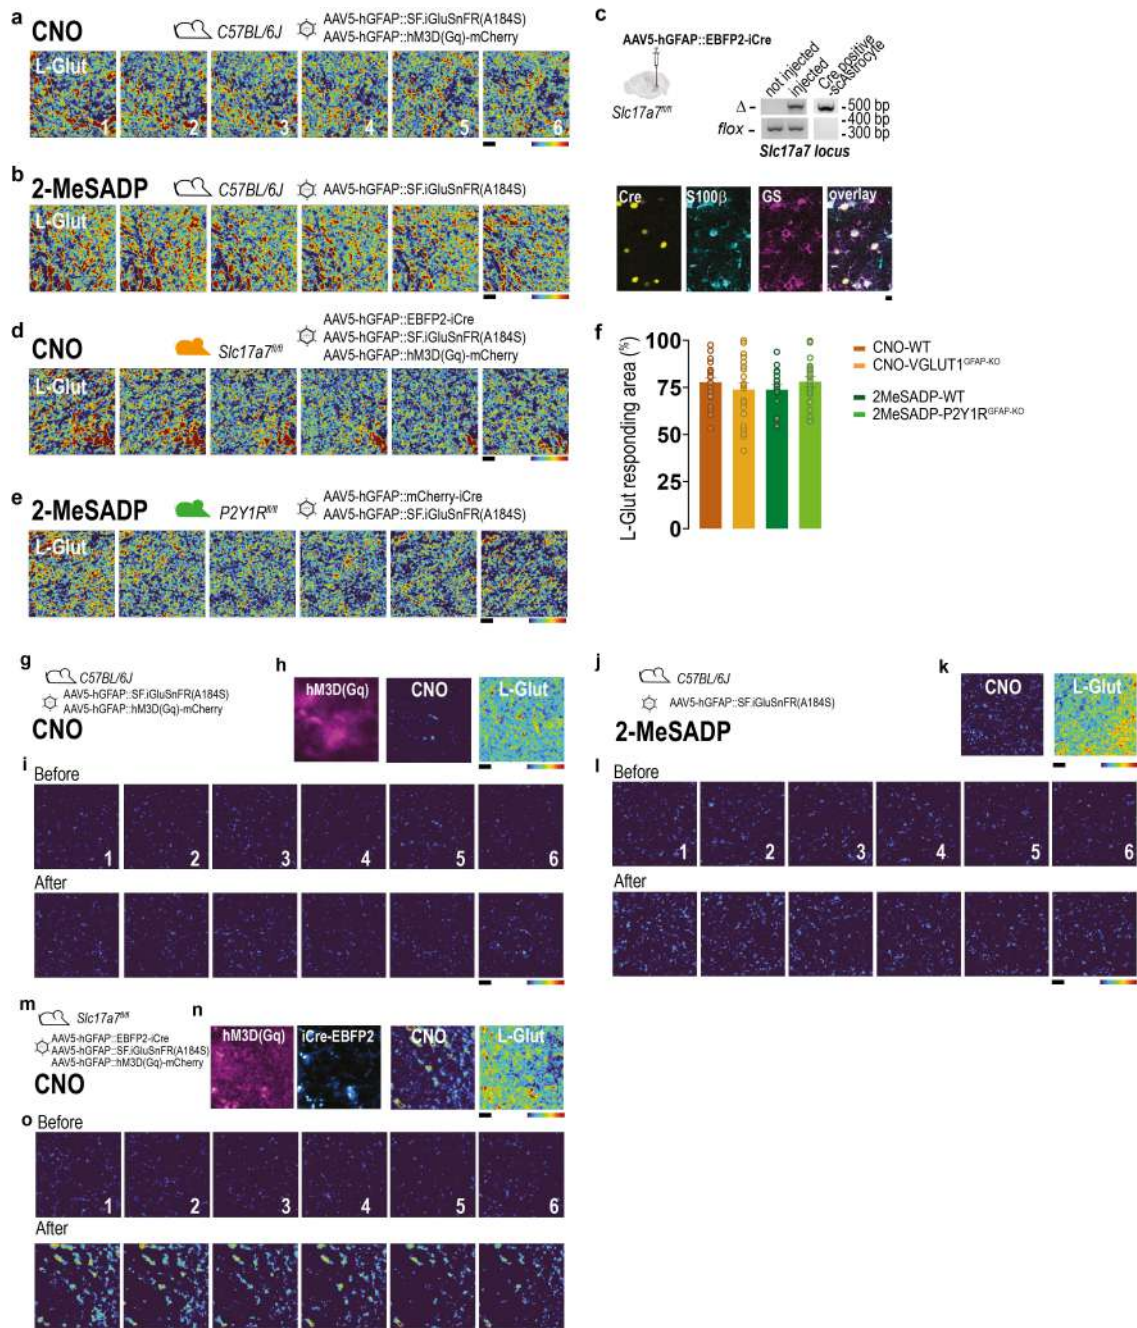 a
CNO
C57BL/6J
AAV5-hGFAP::SF.iGluSnFR(A184S)
AAV5-hGFAP::hM3D(Gq)-mCherry
L-Glut
1 2 3 4 5 6
b
2-MeSADP
C57BL/6J
AAV5-hGFAP::SF.iGluSnFR(A184S)
L-Glut
c
AAV5-hGFAP::EBFP2-iCre
Slc17a7fl/fl
not injected
injected
Cre positive
-scAstrocyte
Δ –
flox –
-500 bp
-400 bp
-300 bp
Slc17a7 locus
Cre S100β GS overlay
d
CNO
Slc17a7fl/fl
AAV5-hGFAP::EBFP2-iCre
AAV5-hGFAP::SF.iGluSnFR(A184S)
AAV5-hGFAP::hM3D(Gq)-mCherry
L-Glut
e
2-MeSADP
P2Y1Rfl/fl
AAV5-hGFAP::mCherry-iCre
AAV5-hGFAP::SF.iGluSnFR(A184S)
L-Glut
f
L-Glut responding area (%)
100
75
50
25
0
CNO-WT
CNO-VGLUT1GFAP-KO
2MeSADP-WT
2MeSADP-P2Y1RGFAP-KO
g
C57BL/6J
AAV5-hGFAP::SF.iGluSnFR(A184S)
AAV5-hGFAP::hM3D(Gq)-mCherry
CNO
h
hM3D(Gq) CNO L-Glut
i
Before
1 2 3 4 5 6
After
j
C57BL/6J
AAV5-hGFAP::SF.iGluSnFR(A184S)
2-MeSADP
k
CNO L-Glut
l
Before
1 2 3 4 5 6
After
m
Slc17a7fl/fl
AAV5-hGFAP::EBFP2-iCre
AAV5-hGFAP::SF.iGluSnFR(A184S)
AAV5-hGFAP::hM3D(Gq)-mCherry
CNO
n
hM3D(Gq) iCre-EBFP2 CNO L-Glut
o
Before
1 2 3 4 5 6
After